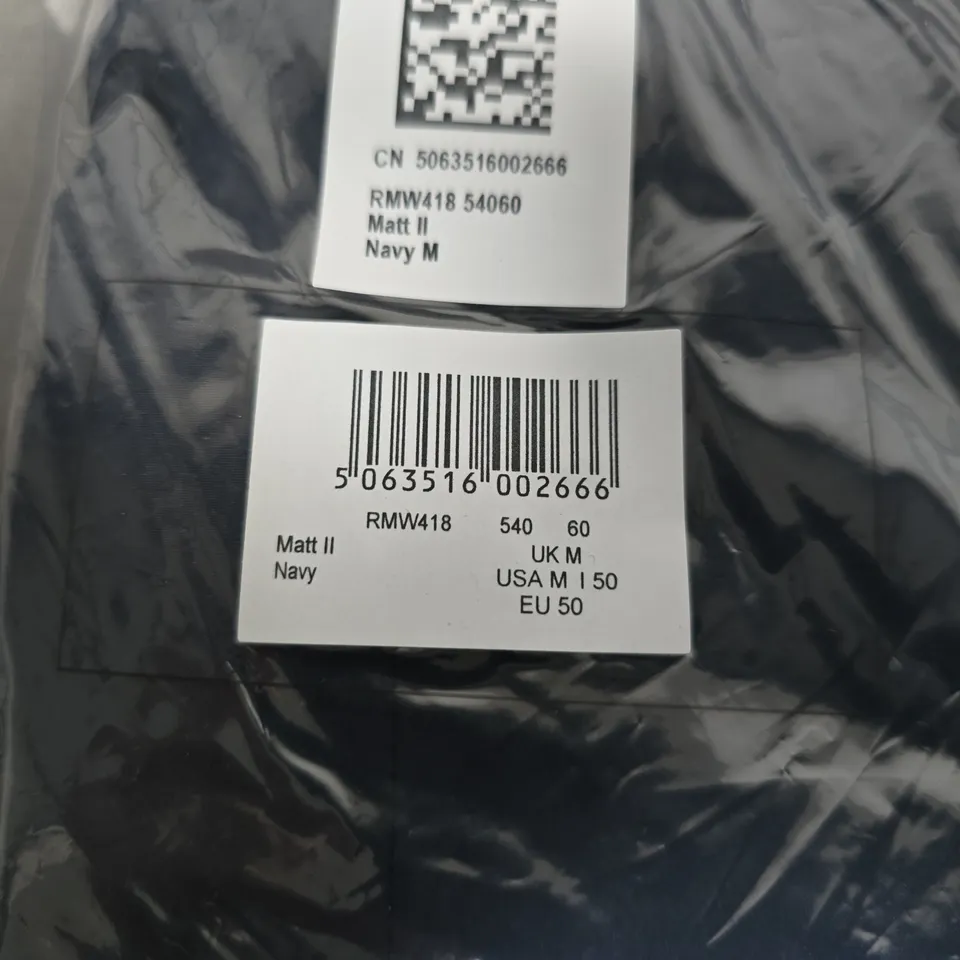 CN 5063516002666
RMW418 54060
Matt II
Navy M
5 063516 002666
RMW418 540 60
Matt II
Navy
UK M
USA M I 50
EU 50